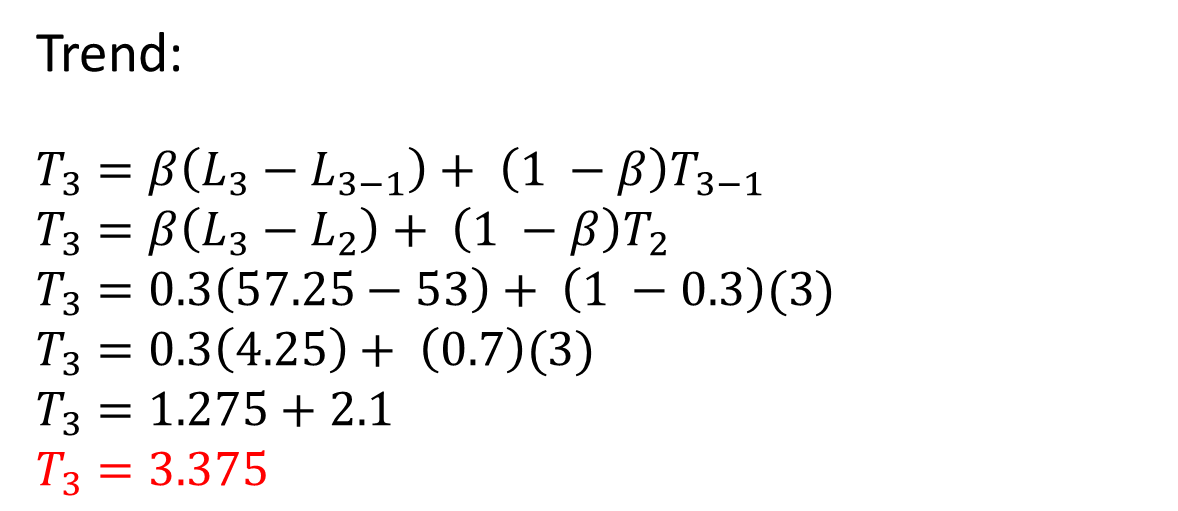 Trend:
T₃ = β(L₃ − L₃₋₁) + (1 − β)T₃₋₁
T₃ = β(L₃ − L₂) + (1 − β)T₂
T₃ = 0.3(57.25 − 53) + (1 − 0.3)(3)
T₃ = 0.3(4.25) + (0.7)(3)
T₃ = 1.275 + 2.1
T₃ = 3.375